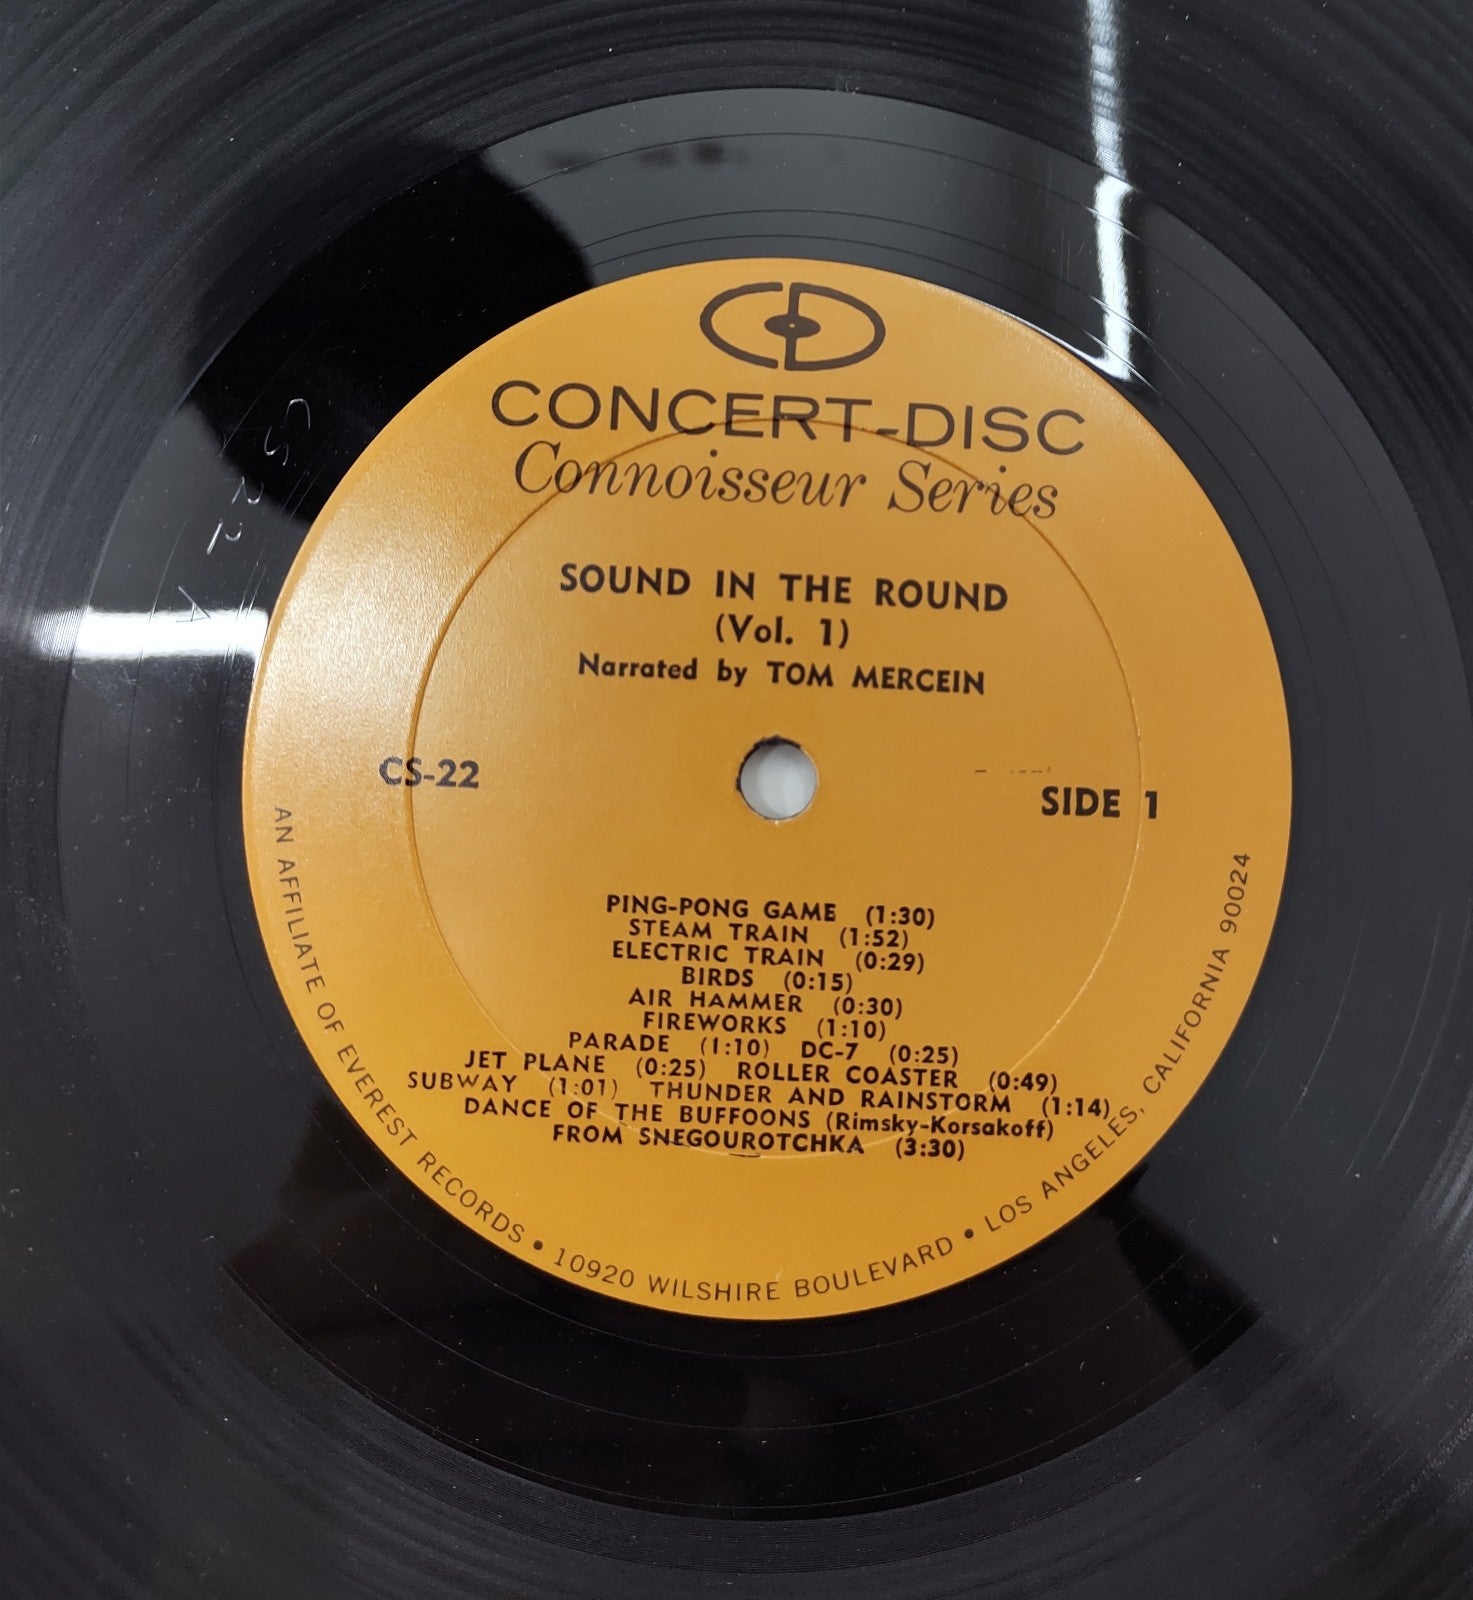 CD
CONCERT-DISC
Connoisseur Series
SOUND IN THE ROUND
(Vol. 1)
Narrated by TOM MERCEIN
CS-22
SIDE 1
PING-PONG GAME (1:30)
STEAM TRAIN (1:52)
ELECTRIC TRAIN (0:29)
BIRDS (0:15)
AIR HAMMER (0:30)
FIREWORKS (1:10)
PARADE (1:10) DC-7 (0:25)
JET PLANE (0:25) ROLLER COASTER (0:49)
SUBWAY (1:01) THUNDER AND RAINSTORM (1:14)
DANCE OF THE BUFFOONS (Rimsky-Korsakoff)
FROM SNEGOUROTCHKA (3:30)
AN AFFILIATE OF EVEREST RECORDS • 10920 WILSHIRE BOULEVARD • LOS ANGELES, CALIFORNIA 90024
CS 22 A